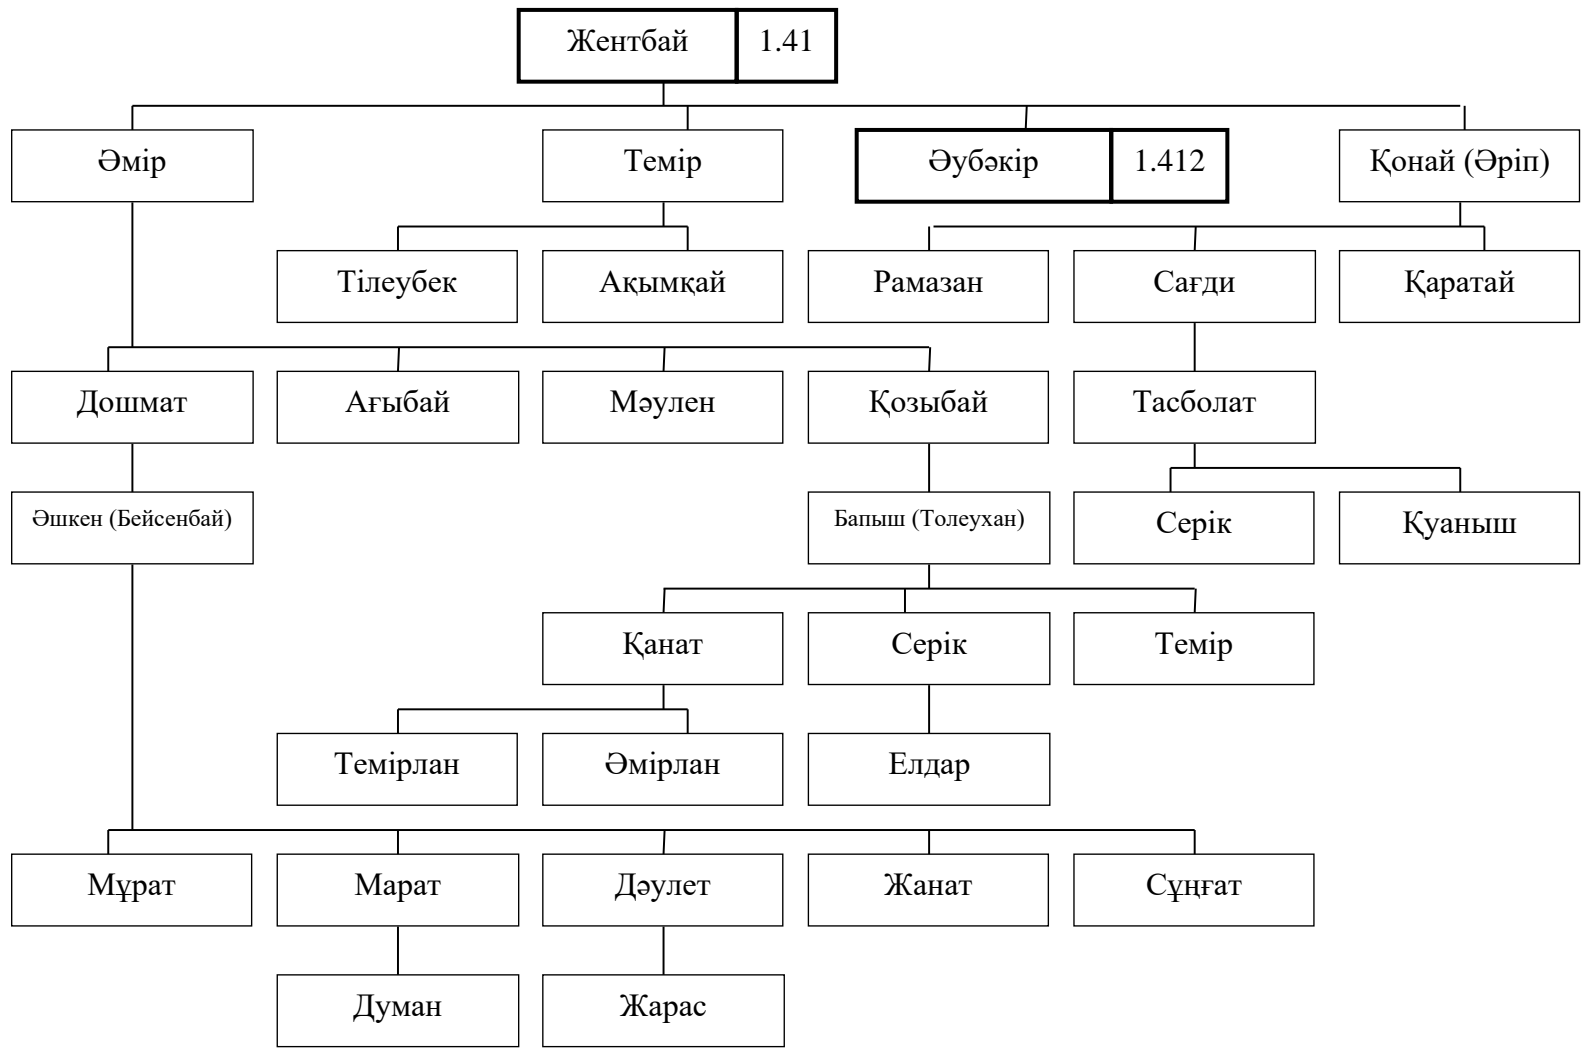 Жентбай 1.41
Әмір Темір Әубәкір 1.412 Қонай (Әріп)
Тілеубек Ақымқай Рамазан Сағди Қаратай
Дошмат Ағыбай Мәулен Қозыбай Тасболат
Әшкен (Бейсенбай) Бапыш (Толеухан) Серік Қуаныш
Қанат Серік Темір
Темірлан Әмірлан Елдар
Мұрат Марат Дәулет Жанат Сұңғат
Думан Жарас